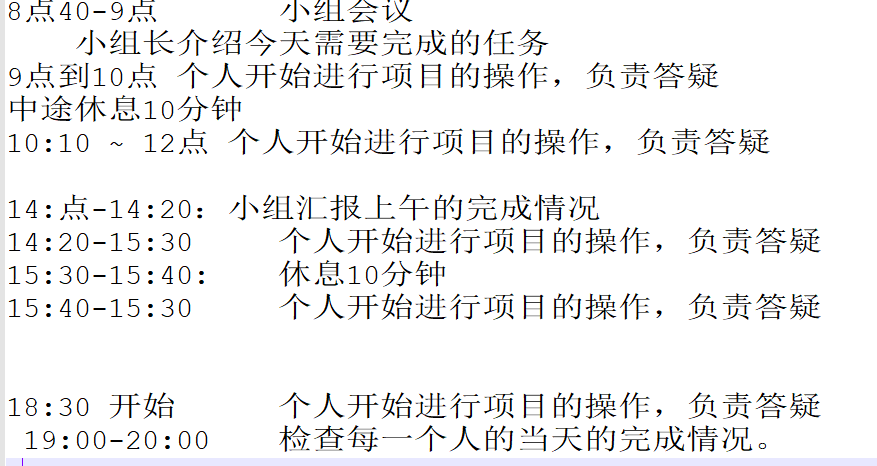 8点40-9点 小组会议
小组长介绍今天需要完成的任务
9点到10点 个人开始进行项目的操作，负责答疑
中途休息10分钟
10:10 ~ 12点 个人开始进行项目的操作，负责答疑
14:点-14:20: 小组汇报上午的完成情况
14:20-15:30 个人开始进行项目的操作，负责答疑
15:30-15:40: 休息10分钟
15:40-15:30 个人开始进行项目的操作，负责答疑
18:30 开始 个人开始进行项目的操作，负责答疑
19:00-20:00 检查每一个人的当天的完成情况。